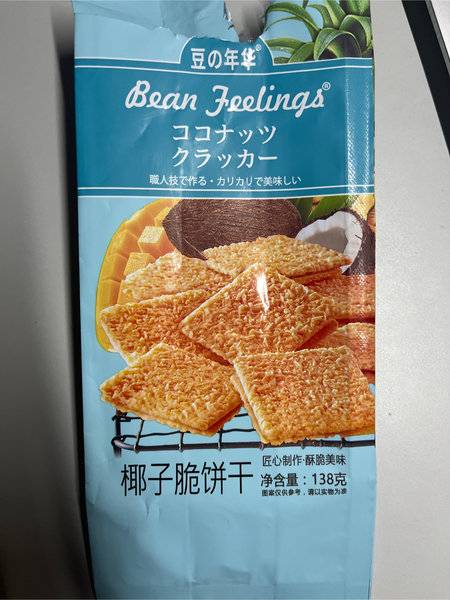 豆の年华®
Bean Feelings®
ココナッツ
クラッカー
職人技で作る・カリカリで美味しい
椰子脆饼干
匠心制作·酥脆美味
净含量：138克
图案仅供参考，请以实物为准